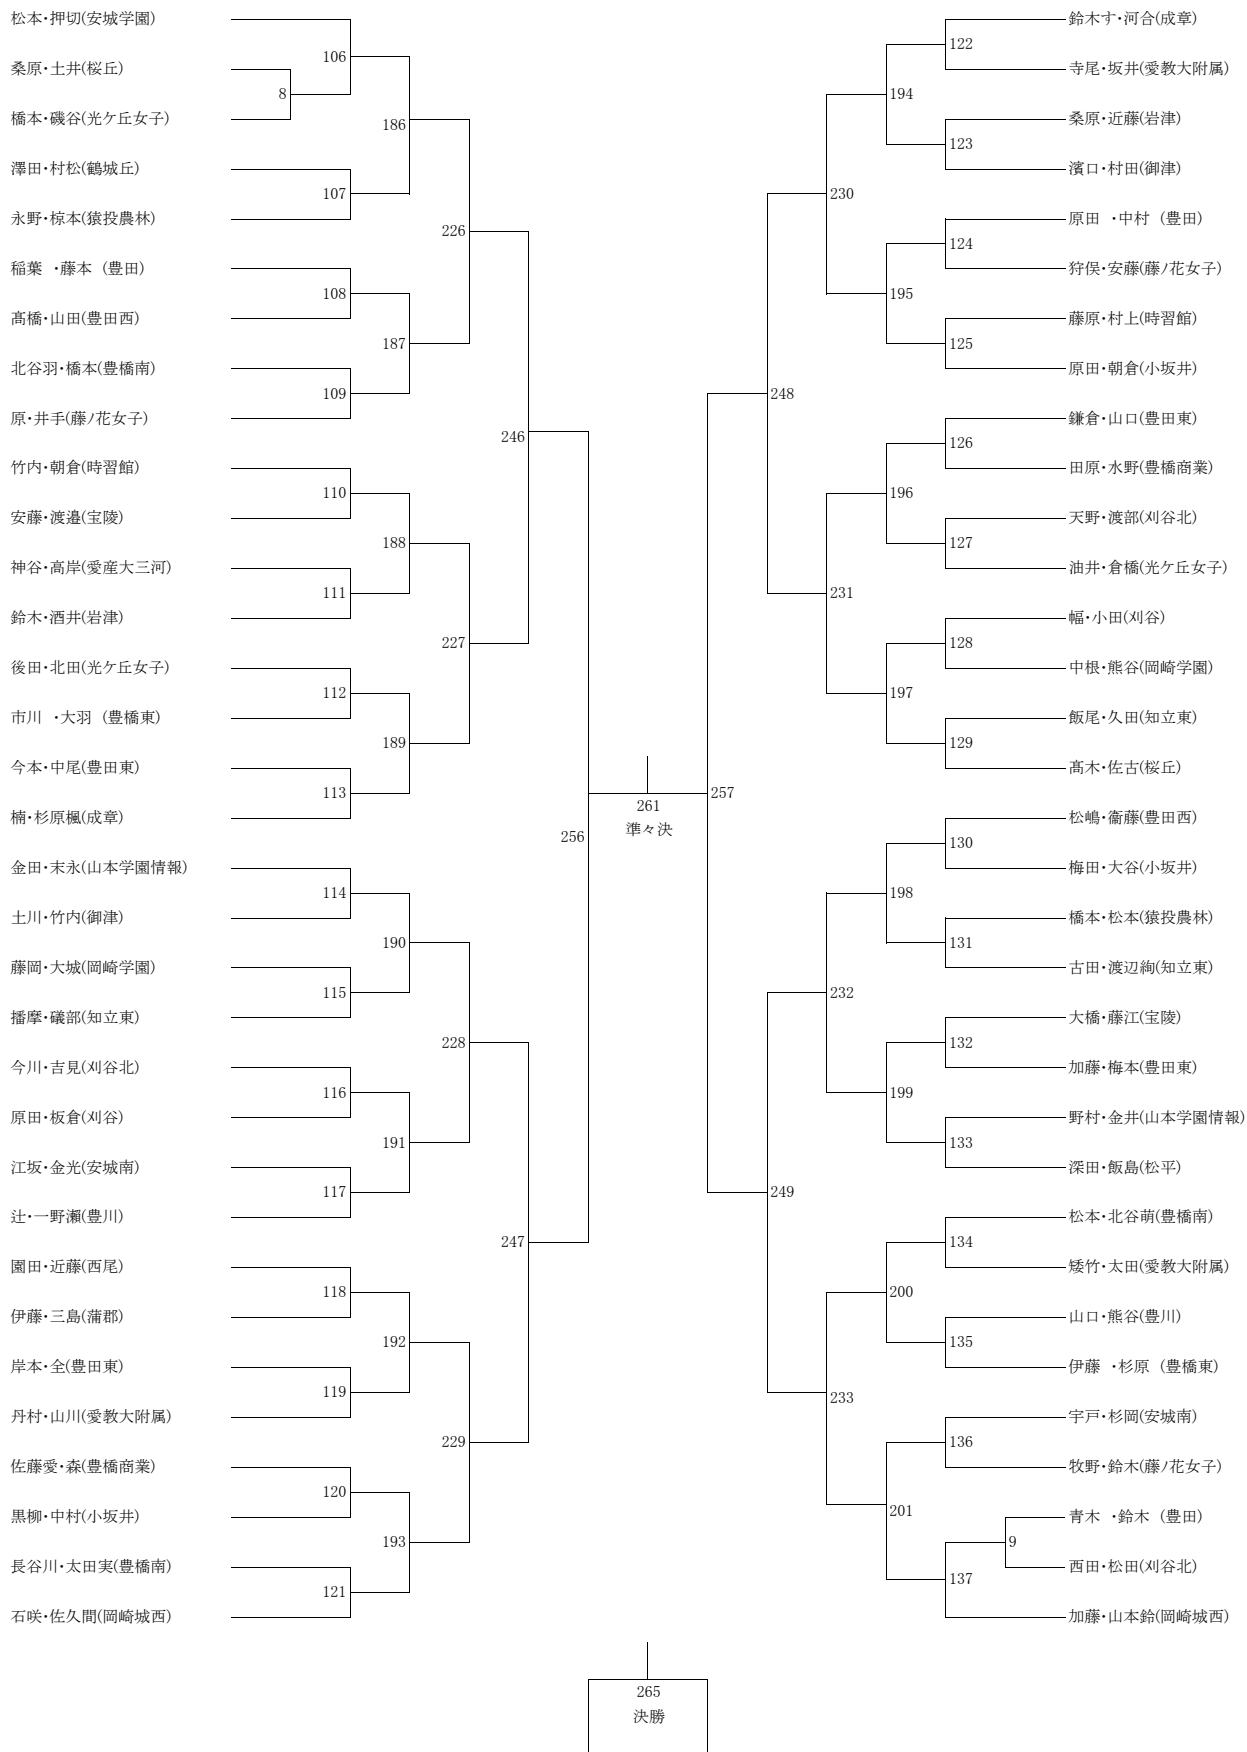 松本・押切(安城学園)
桑原・土井(桜丘)
橋本・磯谷(光ケ丘女子)
澤田・村松(鶴城丘)
永野・椋本(猿投農林)
稲葉 ・藤本 (豊田)
髙橋・山田(豊田西)
北谷羽・橋本(豊橋南)
原・井手(藤ﾉ花女子)
竹内・朝倉(時習館)
安藤・渡邉(宝陵)
神谷・高岸(愛産大三河)
鈴木・酒井(岩津)
後田・北田(光ケ丘女子)
市川 ・大羽 (豊橋東)
今本・中尾(豊田東)
楠・杉原楓(成章)
金田・末永(山本学園情報)
土川・竹内(御津)
藤岡・大城(岡崎学園)
播摩・礒部(知立東)
今川・吉見(刈谷北)
原田・板倉(刈谷)
江坂・金光(安城南)
辻・一野瀬(豊川)
園田・近藤(西尾)
伊藤・三島(蒲郡)
岸本・全(豊田東)
丹村・山川(愛教大附属)
佐藤愛・森(豊橋商業)
黒柳・中村(小坂井)
長谷川・太田実(豊橋南)
石咲・佐久間(岡崎城西)
8
106
107
108
109
110
111
112
113
114
115
116
117
118
119
120
121
186
187
188
189
190
191
192
193
226
227
228
229
246
247
256
261
準々決
257
248
249
230
231
232
233
194
195
196
197
198
199
200
201
122
123
124
125
126
127
128
129
130
131
132
133
134
135
136
137
9
鈴木す・河合(成章)
寺尾・坂井(愛教大附属)
桑原・近藤(岩津)
濱口・村田(御津)
原田 ・中村 (豊田)
狩俣・安藤(藤ﾉ花女子)
藤原・村上(時習館)
原田・朝倉(小坂井)
鎌倉・山口(豊田東)
田原・水野(豊橋商業)
天野・渡部(刈谷北)
油井・倉橋(光ケ丘女子)
幅・小田(刈谷)
中根・熊谷(岡崎学園)
飯尾・久田(知立東)
髙木・佐古(桜丘)
松嶋・衞藤(豊田西)
梅田・大谷(小坂井)
橋本・松本(猿投農林)
古田・渡辺絢(知立東)
大橋・藤江(宝陵)
加藤・梅本(豊田東)
野村・金井(山本学園情報)
深田・飯島(松平)
松本・北谷萌(豊橋南)
矮竹・太田(愛教大附属)
山口・熊谷(豊川)
伊藤 ・杉原 (豊橋東)
宇戸・杉岡(安城南)
牧野・鈴木(藤ﾉ花女子)
青木 ・鈴木 (豊田)
西田・松田(刈谷北)
加藤・山本鈴(岡崎城西)
265
決勝